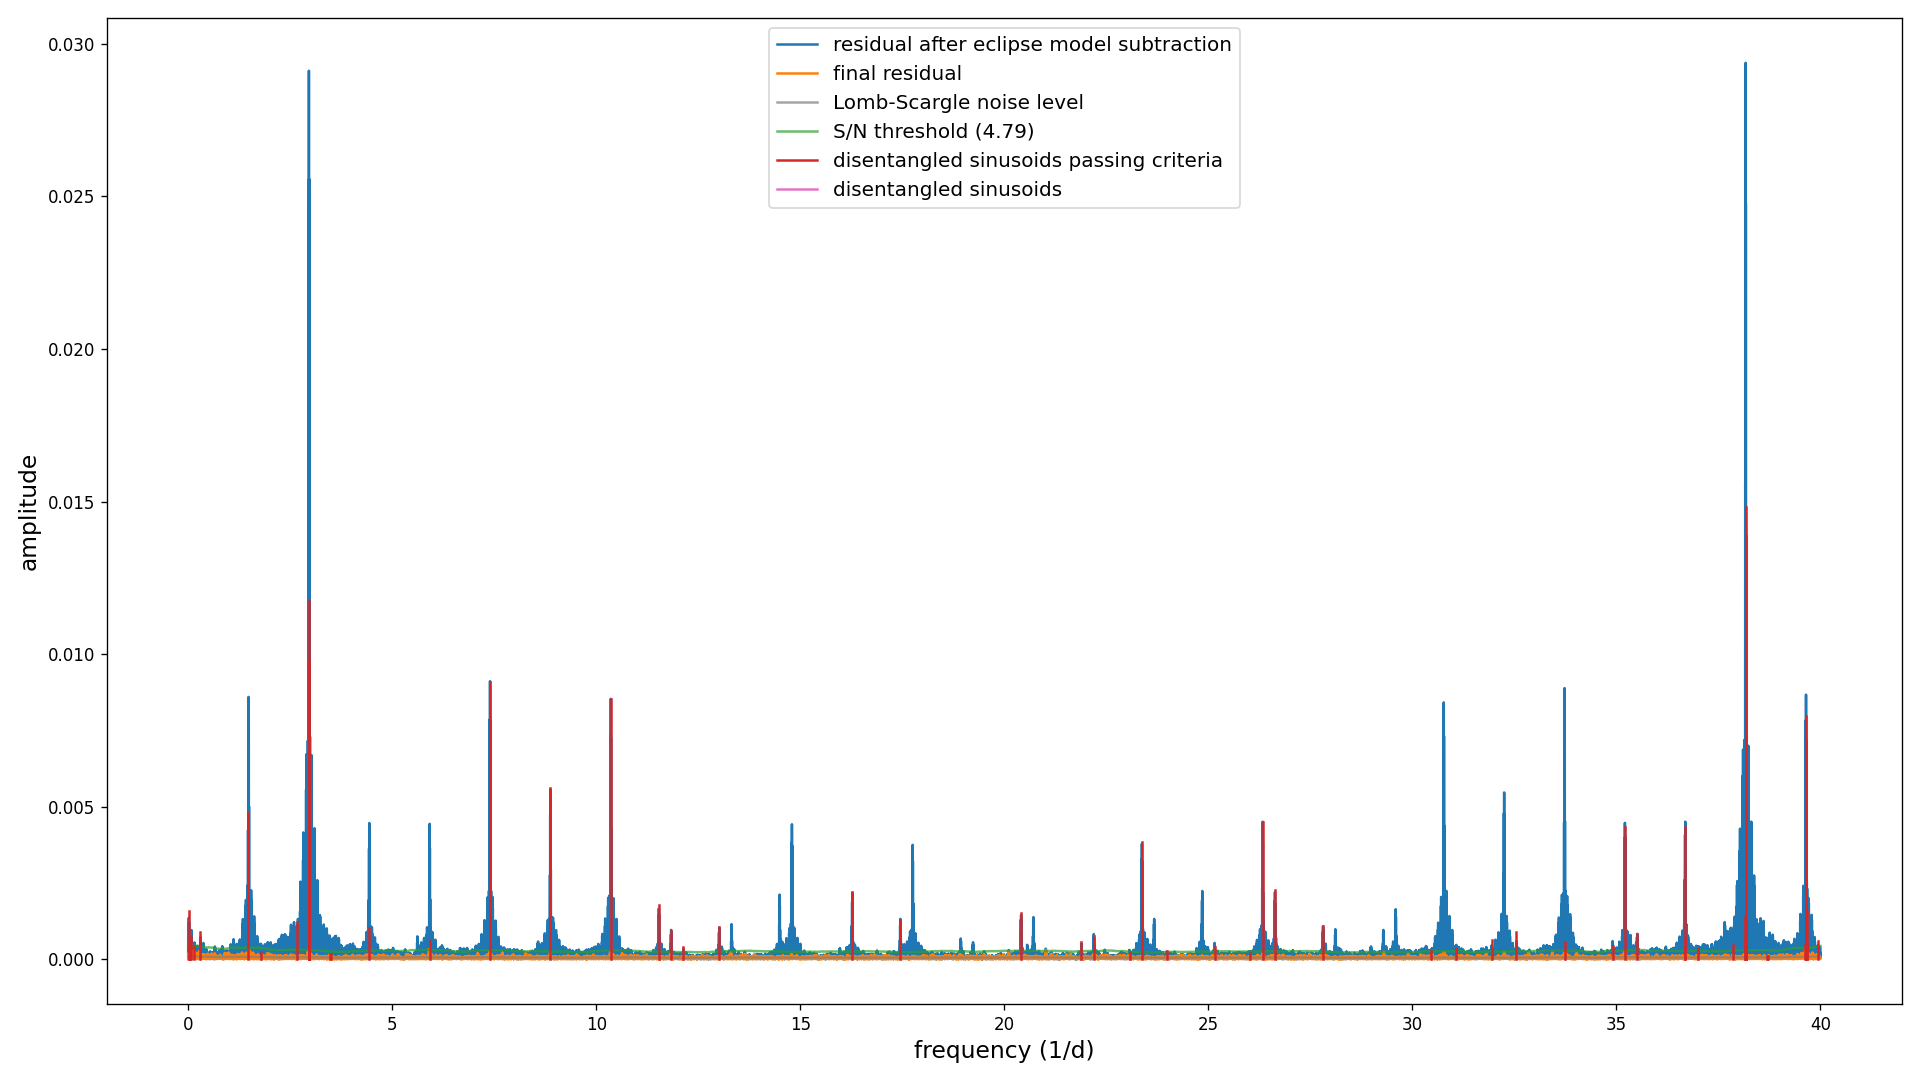 residual after eclipse model subtraction
final residual
Lomb-Scargle noise level
S/N threshold (4.79)
disentangled sinusoids passing criteria
disentangled sinusoids
0.030
0.025
0.020
0.015
0.010
0.005
0.000
amplitude
0 5 10 15 20 25 30 35 40
frequency (1/d)